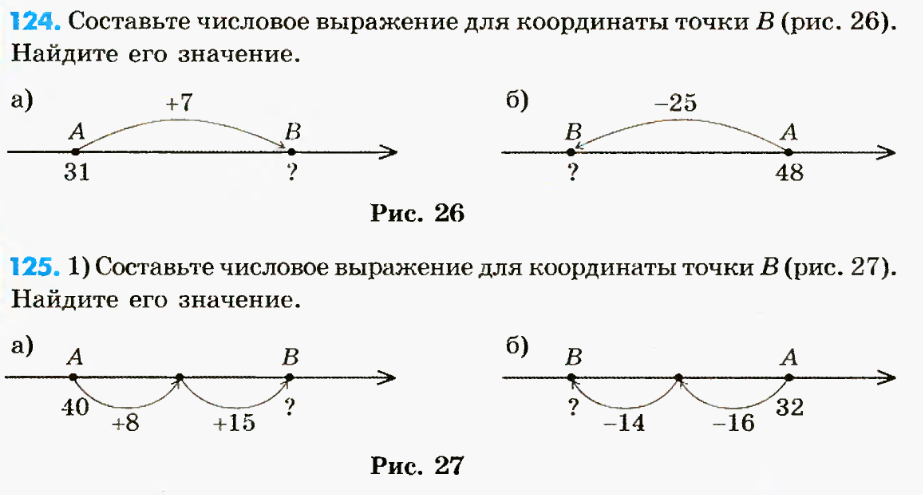 124. Составьте числовое выражение для координаты точки B (рис. 26).
Найдите его значение.
а) +7 б) −25
A B B A
31 ? ? 48
Рис. 26
125. 1) Составьте числовое выражение для координаты точки B (рис. 27).
Найдите его значение.
а) A B б) B A
40 ? ? 32
+8 +15 −14 −16
Рис. 27